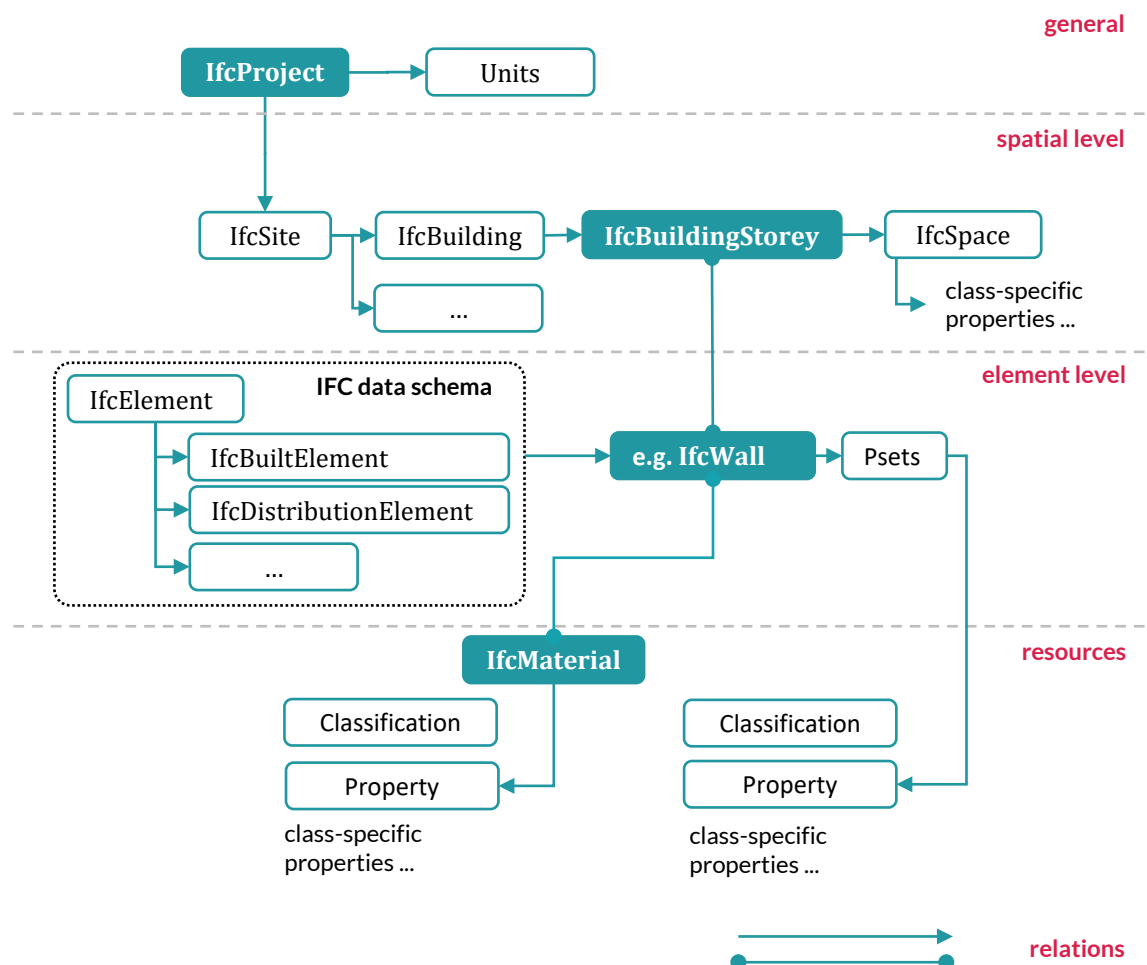 general
IfcProject
Units
spatial level
IfcSite
IfcBuilding
IfcBuildingStorey
IfcSpace
...
class-specific
properties ...
element level
IFC data schema
IfcElement
IfcBuiltElement
e.g. IfcWall
Psets
IfcDistributionElement
...
resources
IfcMaterial
Classification
Classification
Property
Property
class-specific
properties ...
class-specific
properties ...
relations